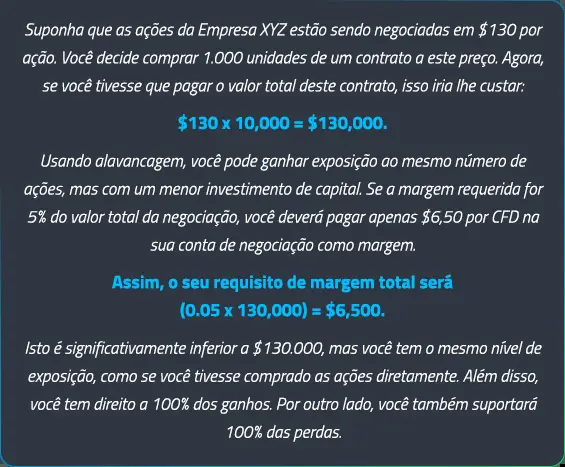 Suponha que as ações da Empresa XYZ estão sendo negociadas em $130 por
ação. Você decide comprar 1.000 unidades de um contrato a este preço. Agora,
se você tivesse que pagar o valor total deste contrato, isso iria lhe custar:
$130 x 10,000 = $130,000.
Usando alavancagem, você pode ganhar exposição ao mesmo número de
ações, mas com um menor investimento de capital. Se a margem requerida for
5% do valor total da negociação, você deverá pagar apenas $6,50 por CFD na
sua conta de negociação como margem.
Assim, o seu requisito de margem total será
(0.05 x 130,000) = $6,500.
Isto é significativamente inferior a $130.000, mas você tem o mesmo nível de
exposição, como se você tivesse comprado as ações diretamente. Além disso,
você tem direito a 100% dos ganhos. Por outro lado, você também suportará
100% das perdas.